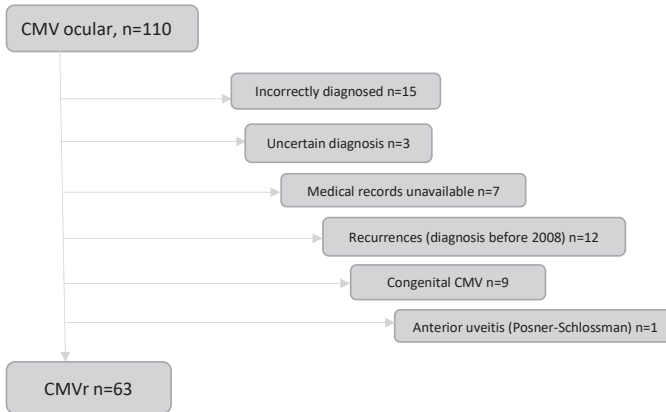 CMV ocular, n=110
Incorrectly diagnosed n=15
Uncertain diagnosis n=3
Medical records unavailable n=7
Recurrences (diagnosis before 2008) n=12
Congenital CMV n=9
Anterior uveitis (Posner-Schlossman) n=1
CMVr n=63